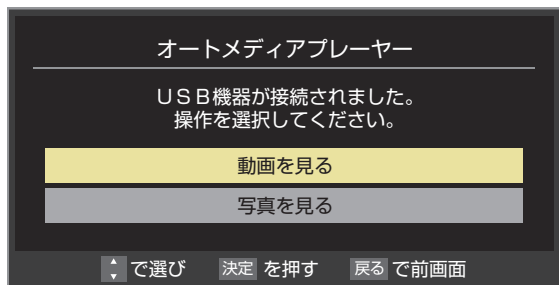 オートメディアプレーヤー
ＵＳＢ機器が接続されました。
操作を選択してください。
動画を見る
写真を見る
で選び 決定 を押す 戻る で前画面